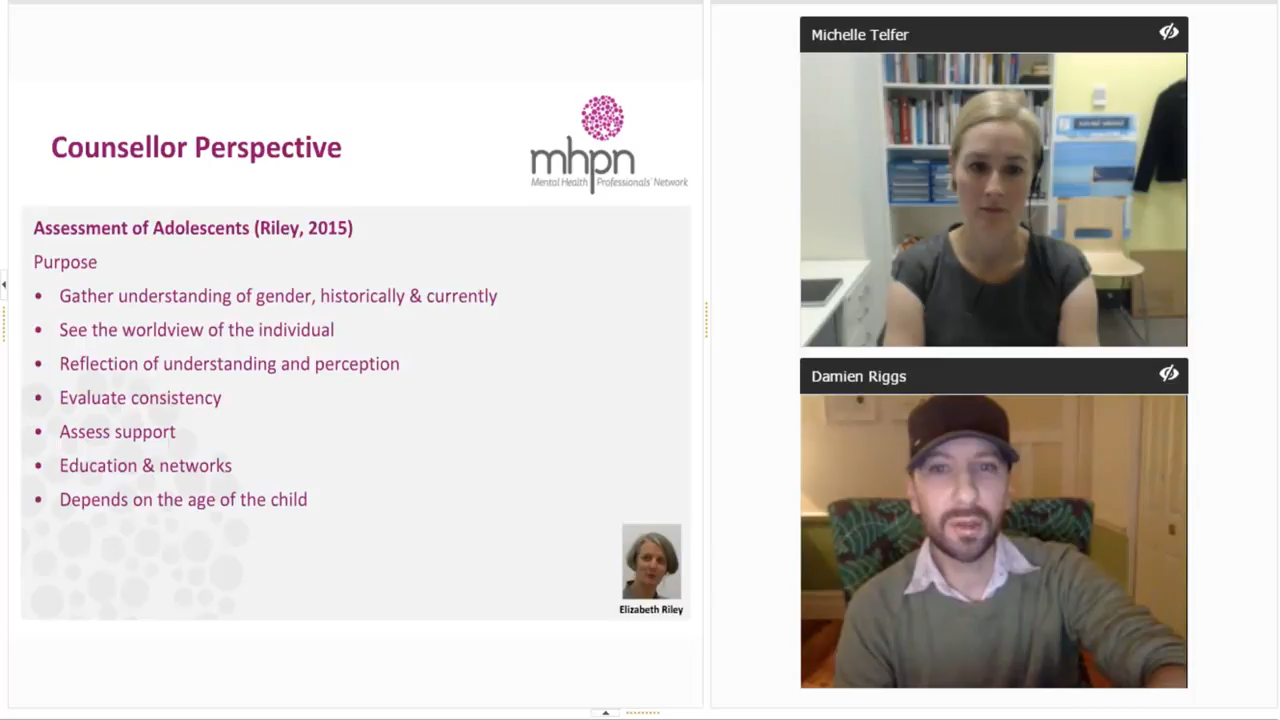 Counsellor Perspective
mhpn
Mental Health Professionals' Network
Assessment of Adolescents (Riley, 2015)
Purpose
• Gather understanding of gender, historically & currently
• See the worldview of the individual
• Reflection of understanding and perception
• Evaluate consistency
• Assess support
• Education & networks
• Depends on the age of the child
Elizabeth Riley
Michelle Telfer
Damien Riggs